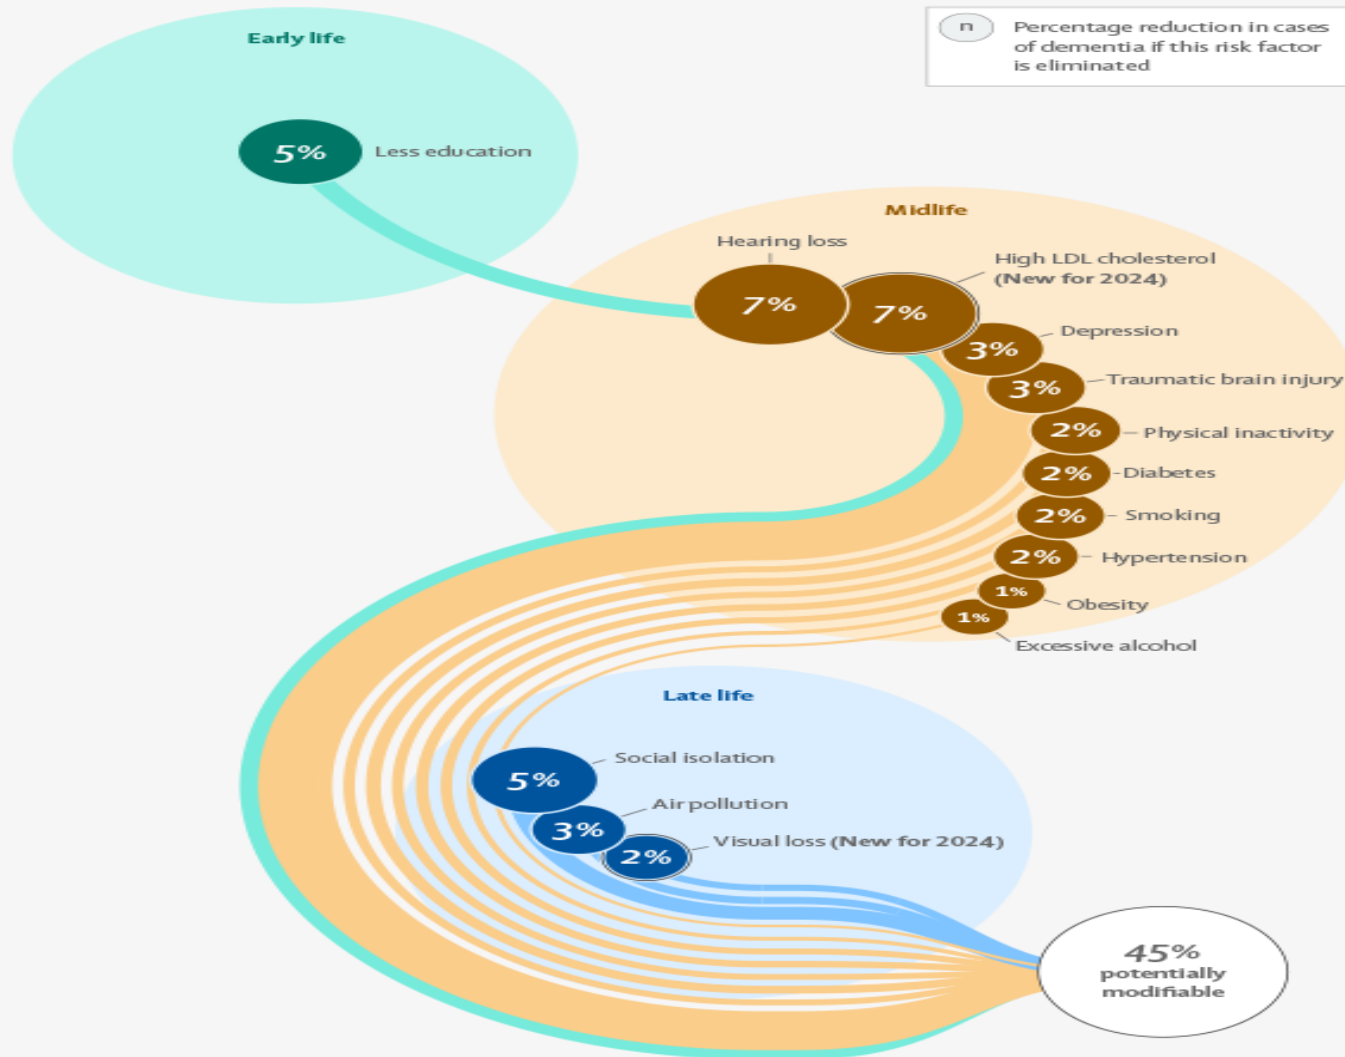 Early life
n
Percentage reduction in cases
of dementia if this risk factor
is eliminated
5%
Less education
Midlife
Hearing loss
7%
7%
High LDL cholesterol
(New for 2024)
3%
Depression
3%
Traumatic brain injury
2%
Physical inactivity
2%
Diabetes
2%
Smoking
2%
Hypertension
1%
Obesity
1%
Excessive alcohol
Late life
5%
Social isolation
3%
Air pollution
2%
Visual loss (New for 2024)
45%
potentially
modifiable